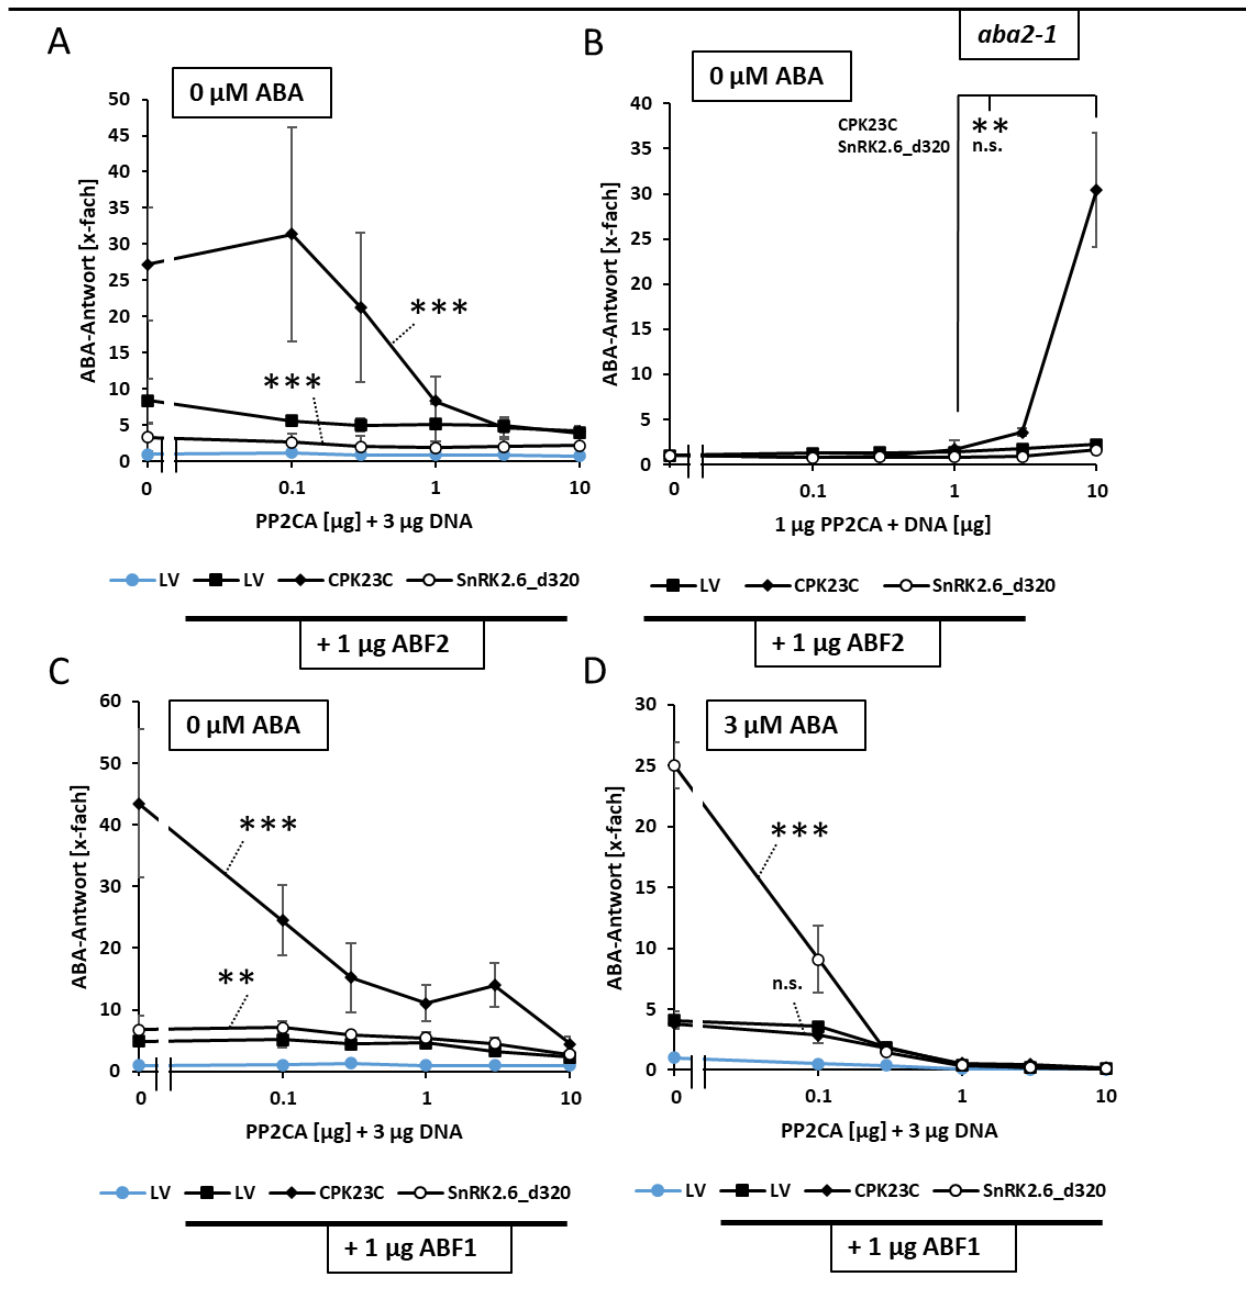 A
0 µM ABA
50
45
40
35
30
25
20
15
10
5
0
ABA-Antwort [x-fach]
***
***
0 0.1 1 10
PP2CA [µg] + 3 µg DNA
LV LV CPK23C SnRK2.6_d320
+ 1 µg ABF2
B
aba2-1
0 µM ABA
40
35
30
25
20
15
10
5
0
ABA-Antwort [x-fach]
CPK23C **
SnRK2.6_d320 n.s.
0 0.1 1 10
1 µg PP2CA + DNA [µg]
LV CPK23C SnRK2.6_d320
+ 1 µg ABF2
C
0 µM ABA
60
50
40
30
20
10
0
ABA-Antwort [x-fach]
***
**
0 0.1 1 10
PP2CA [µg] + 3 µg DNA
LV LV CPK23C SnRK2.6_d320
+ 1 µg ABF1
D
3 µM ABA
30
25
20
15
10
5
0
ABA-Antwort [x-fach]
***
n.s.
0 0.1 1 10
PP2CA [µg] + 3 µg DNA
LV LV CPK23C SnRK2.6_d320
+ 1 µg ABF1